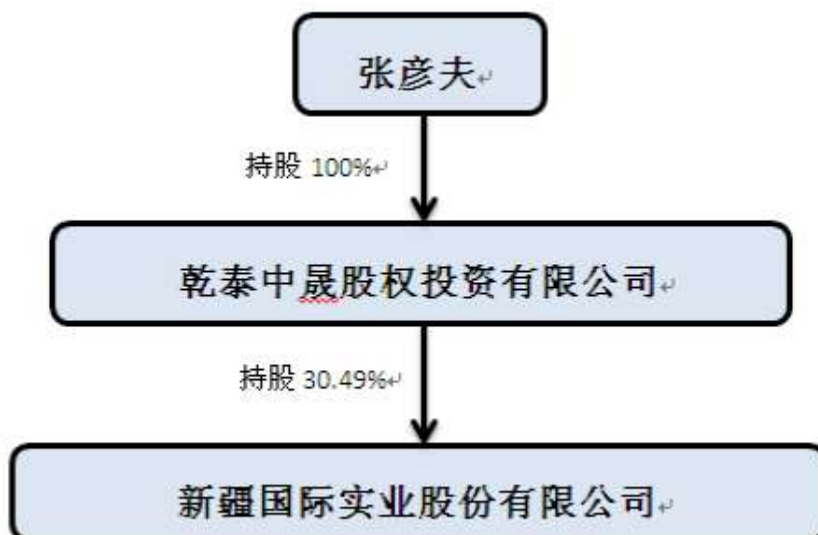 张彦夫
持股 100%
乾泰中晟股权投资有限公司
持股 30.49%
新疆国际实业股份有限公司